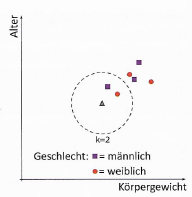 Alter
k=2
Geschlecht: = männlich
= weiblich
Körpergewicht